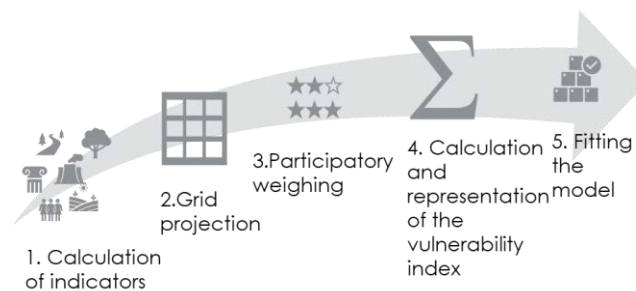 1. Calculation
of indicators
2.Grid
projection
3.Participatory
weighing
4. Calculation
and
representation
of the
vulnerability
index
5. Fitting
the
model